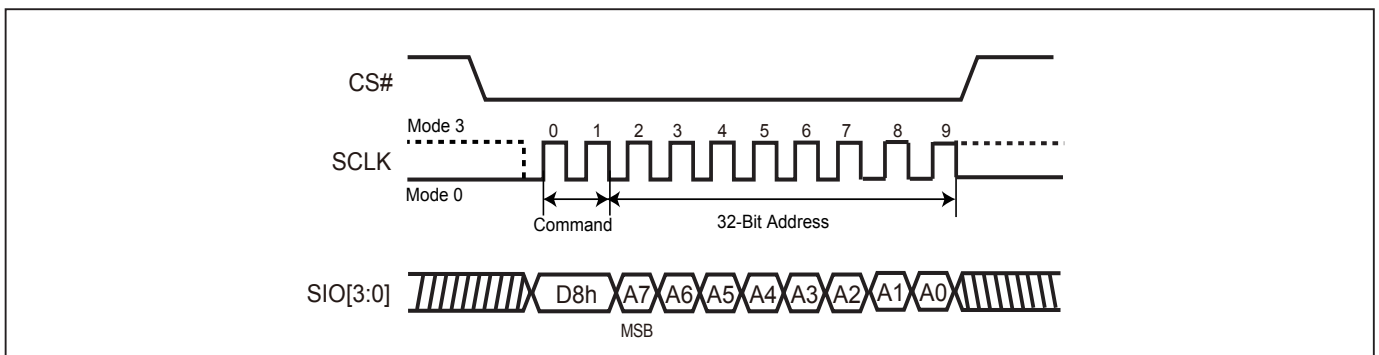 CS#
Mode 3
0 1 2 3 4 5 6 7 8 9
SCLK
Mode 0
Command
32-Bit Address
SIO[3:0]
D8h A7 A6 A5 A4 A3 A2 A1 A0
MSB